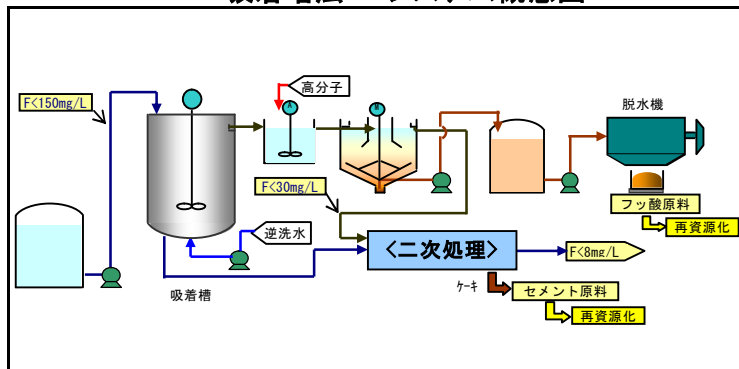 高分子
脱水機
F<150mg/L
A
M
F<30mg/L
フッ酸原料
再資源化
逆洗水
<二次処理>
F<8mg/L
吸着槽
ケーキ
セメント原料
再資源化